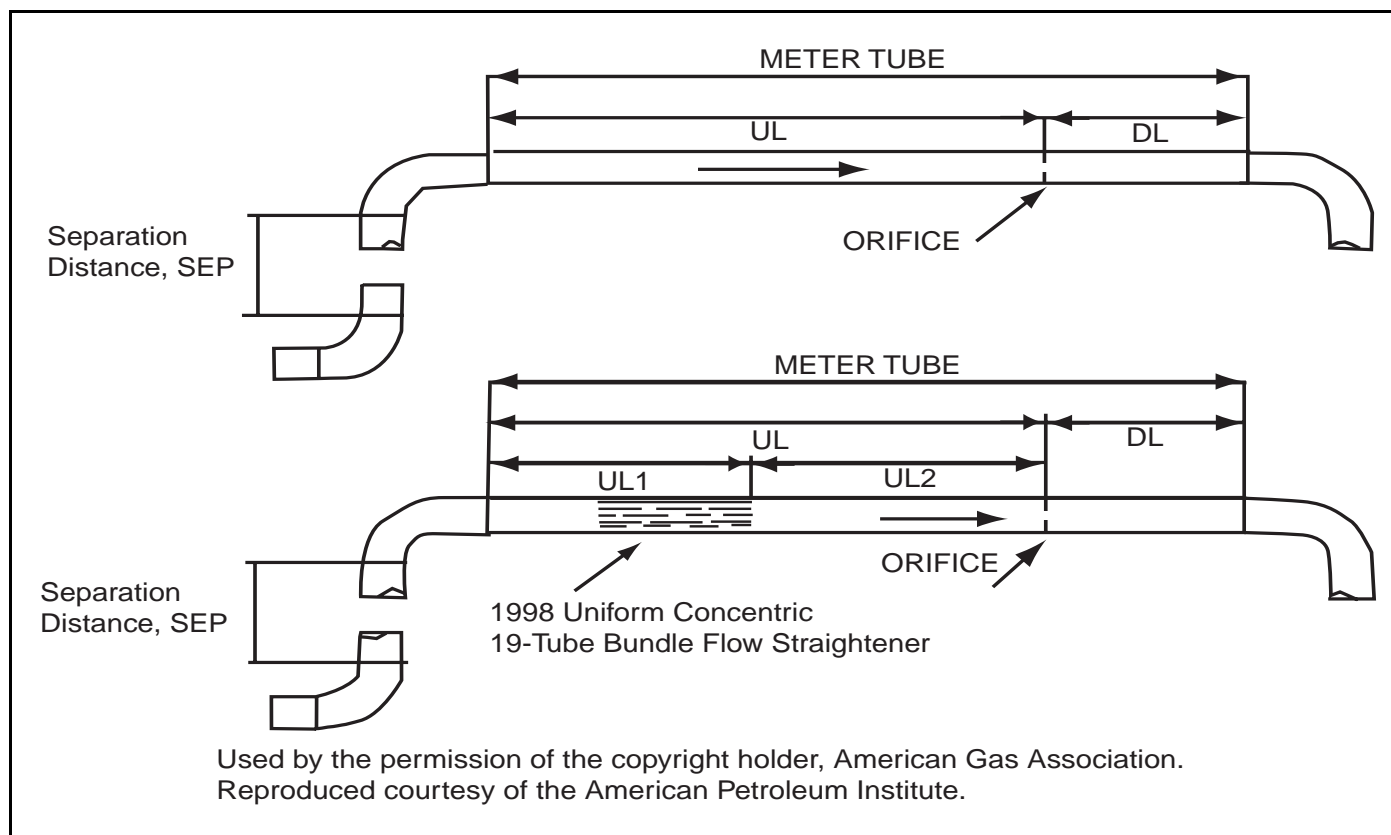 METER TUBE
UL
DL
Separation
Distance, SEP
ORIFICE
METER TUBE
UL
DL
UL1
UL2
ORIFICE
Separation
Distance, SEP
1998 Uniform Concentric
19-Tube Bundle Flow Straightener
Used by the permission of the copyright holder, American Gas Association.
Reproduced courtesy of the American Petroleum Institute.